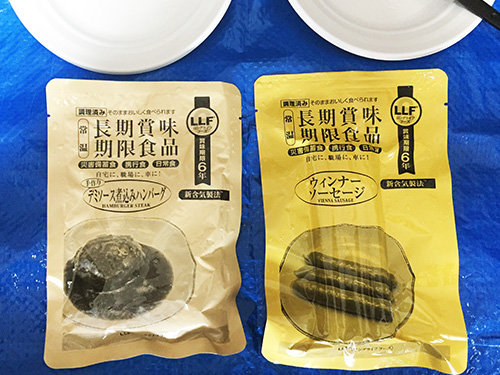 調理済み そのままおいしく食べられます
常温 長期賞味
期限食品
災害備蓄食 携行食 日常食
自宅に、職場に、車に!
LLF
賞味期限6年
手作り
デミソース煮込みハンバーグ
HAMBURGER STEAK
新含気製法
調理済み そのままおいしく食べられます
常温 長期賞味
期限食品
災害備蓄食 携行食 日常食
自宅に、職場に、車に!
LLF
賞味期限6年
ウィンナー
ソーセージ
VIENNA SAUSAGE
新含気製法